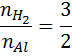 n_{H_2}/n_{Al} = 3/2